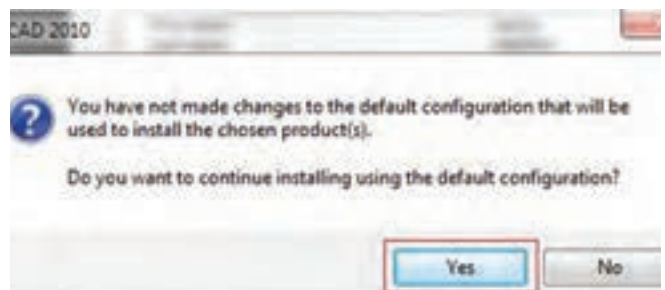 CAD 2010
You have not made changes to the default configuration that will be
used to install the chosen product(s).
Do you want to continue installing using the default configuration?
Yes
No